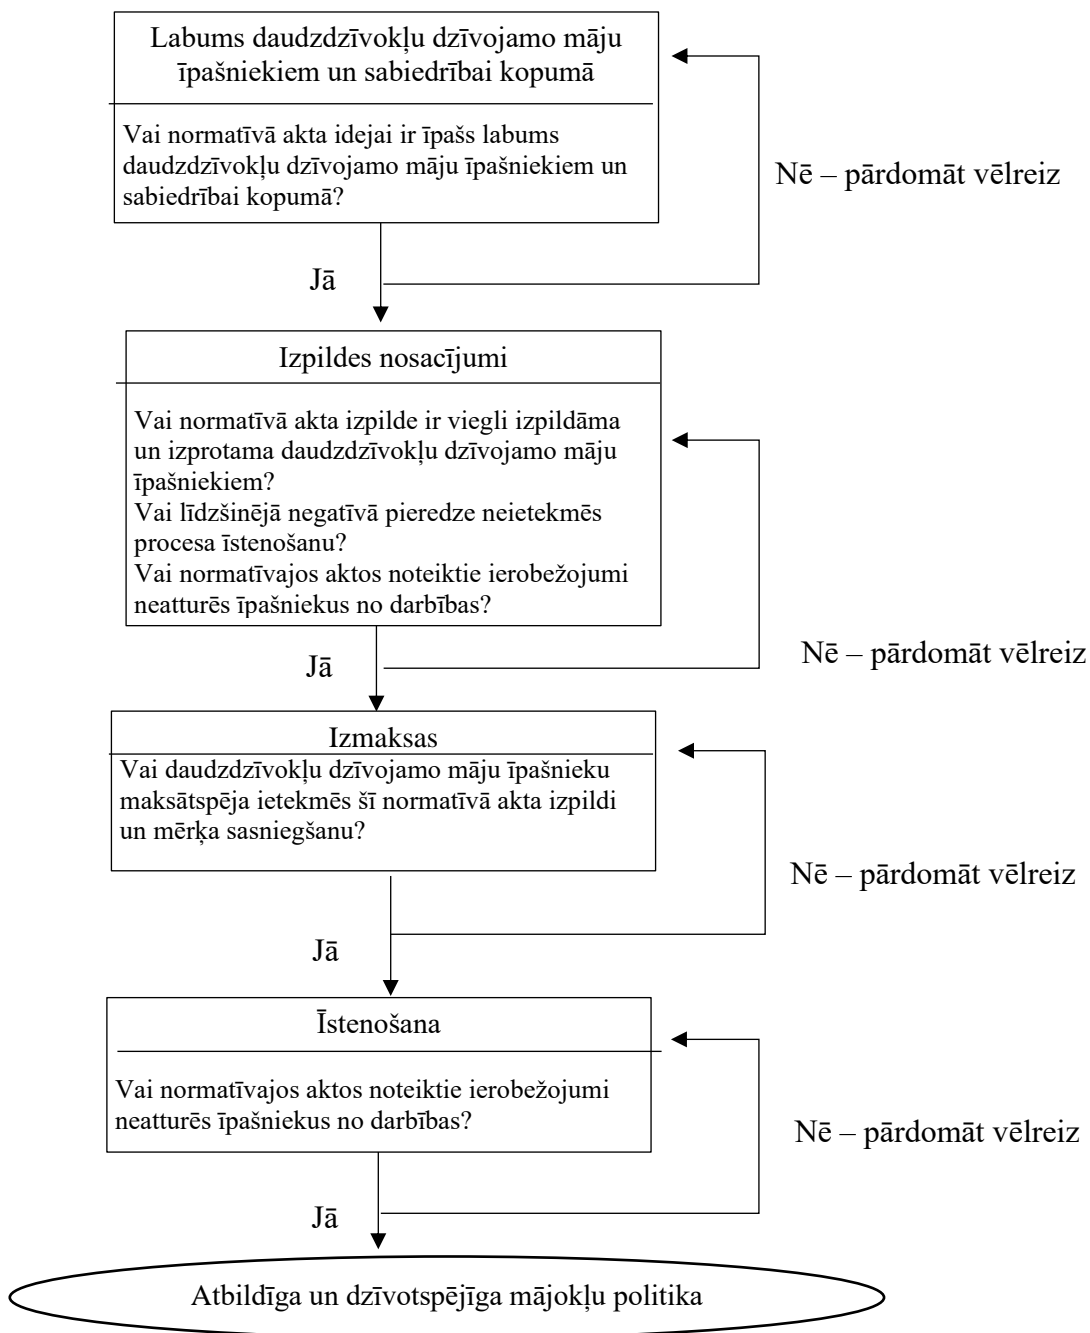 Labums daudzdzīvokļu dzīvojamo māju
īpašniekiem un sabiedrībai kopumā
Vai normatīvā akta idejai ir īpašs labums
daudzdzīvokļu dzīvojamo māju īpašniekiem un
sabiedrībai kopumā?
Nē – pārdomāt vēlreiz
Jā
Izpildes nosacījumi
Vai normatīvā akta izpilde ir viegli izpildāma
un izprotama daudzdzīvokļu dzīvojamo māju
īpašniekiem?
Vai līdzšinējā negatīvā pieredze neietekmēs
procesa īstenošanu?
Vai normatīvajos aktos noteiktie ierobežojumi
neatturēs īpašniekus no darbības?
Nē – pārdomāt vēlreiz
Jā
Izmaksas
Vai daudzdzīvokļu dzīvojamo māju īpašnieku
maksātspēja ietekmēs šī normatīvā akta izpildi
un mērķa sasniegšanu?
Nē – pārdomāt vēlreiz
Jā
Īstenošana
Vai normatīvajos aktos noteiktie ierobežojumi
neatturēs īpašniekus no darbības?
Nē – pārdomāt vēlreiz
Jā
Atbildīga un dzīvotspējīga mājokļu politika